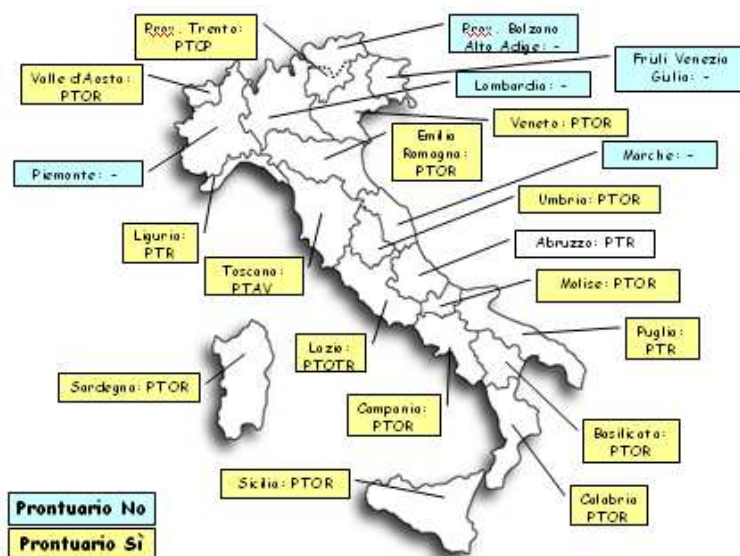 Prov. Trento:
PTCP
Prov. Bolzano
Alto Adige: -
Friuli Venezia
Giulia: -
Valle d'Aosta:
PTOR
Lombardia: -
Veneto: PTOR
Emilia
Romagna:
PTOR
Marche: -
Piemonte: -
Umbria: PTOR
Liguria:
PTR
Abruzzo: PTR
Toscana:
PTAV
Molise: PTOR
Lazio:
PTOTR
Puglia:
PTR
Sardegna: PTOR
Campania:
PTOR
Basilicata:
PTOR
Sicilia: PTOR
Calabria
PTOR
Prontuario No
Prontuario Sì